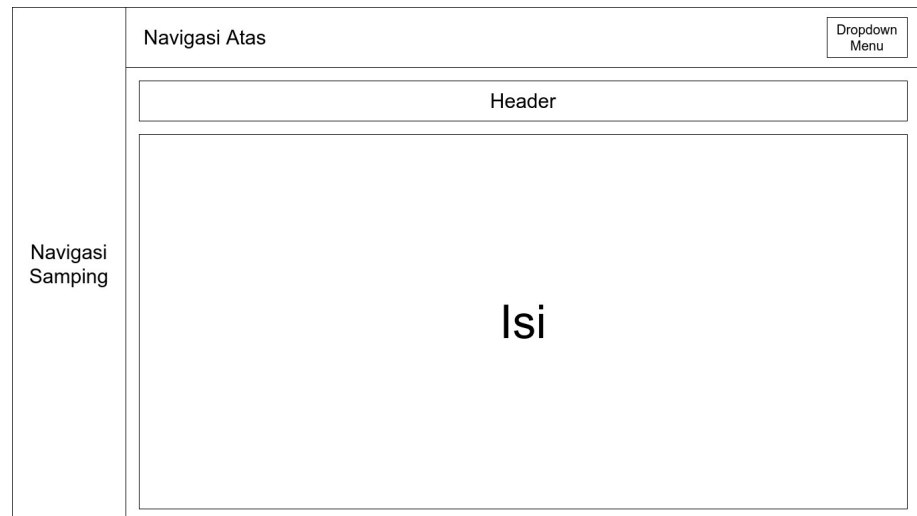 Navigasi Atas
Dropdown
Menu
Header
Navigasi
Samping
Isi